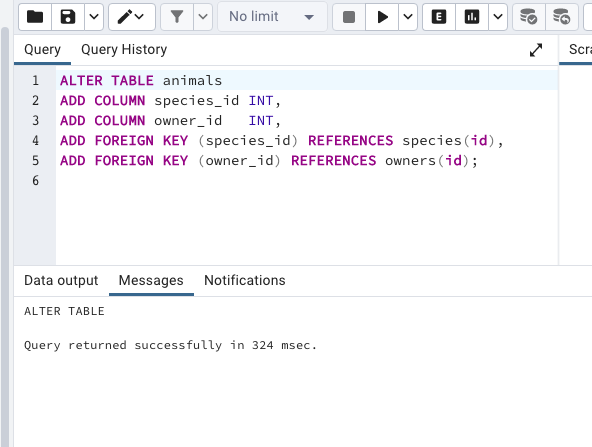 No limit
E
Query Query History
Scr
1 ALTER TABLE animals
2 ADD COLUMN species_id INT,
3 ADD COLUMN owner_id   INT,
4 ADD FOREIGN KEY (species_id) REFERENCES species(id),
5 ADD FOREIGN KEY (owner_id) REFERENCES owners(id);
6
Data output Messages Notifications
ALTER TABLE
Query returned successfully in 324 msec.